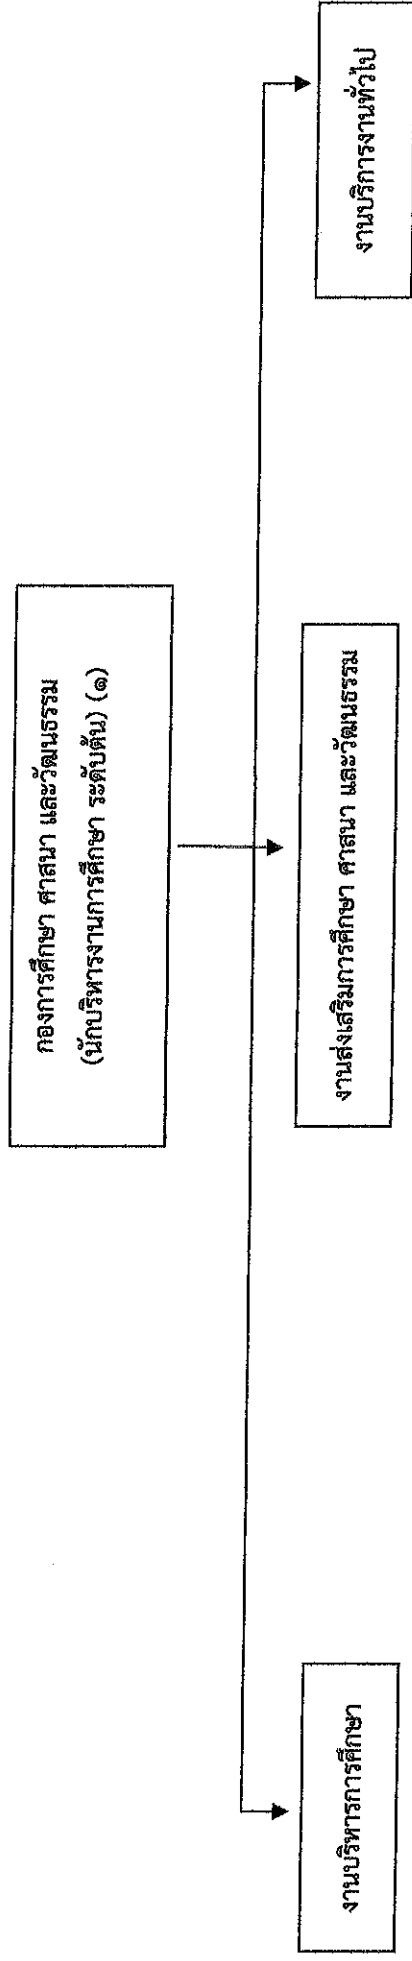 กองการศึกษา ศาสนา และวัฒนธรรม
(นักบริหารงานการศึกษา ระดับต้น) (๑)
งานบริหารการศึกษา
งานส่งเสริมการศึกษา ศาสนา และวัฒนธรรม
งานบริการงานทั่วไป